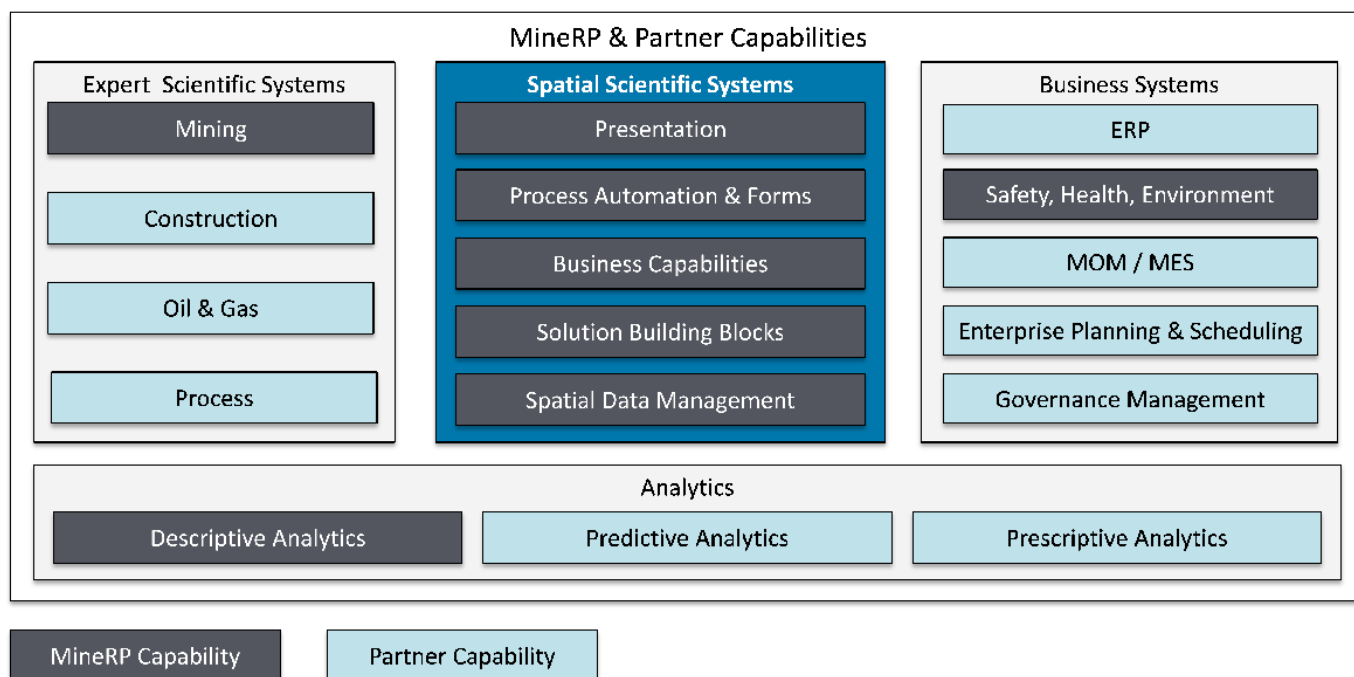 MineRP & Partner Capabilities
Expert Scientific Systems
Mining
Construction
Oil & Gas
Process
Spatial Scientific Systems
Presentation
Process Automation & Forms
Business Capabilities
Solution Building Blocks
Spatial Data Management
Business Systems
ERP
Safety, Health, Environment
MOM / MES
Enterprise Planning & Scheduling
Governance Management
Analytics
Descriptive Analytics
Predictive Analytics
Prescriptive Analytics
MineRP Capability
Partner Capability